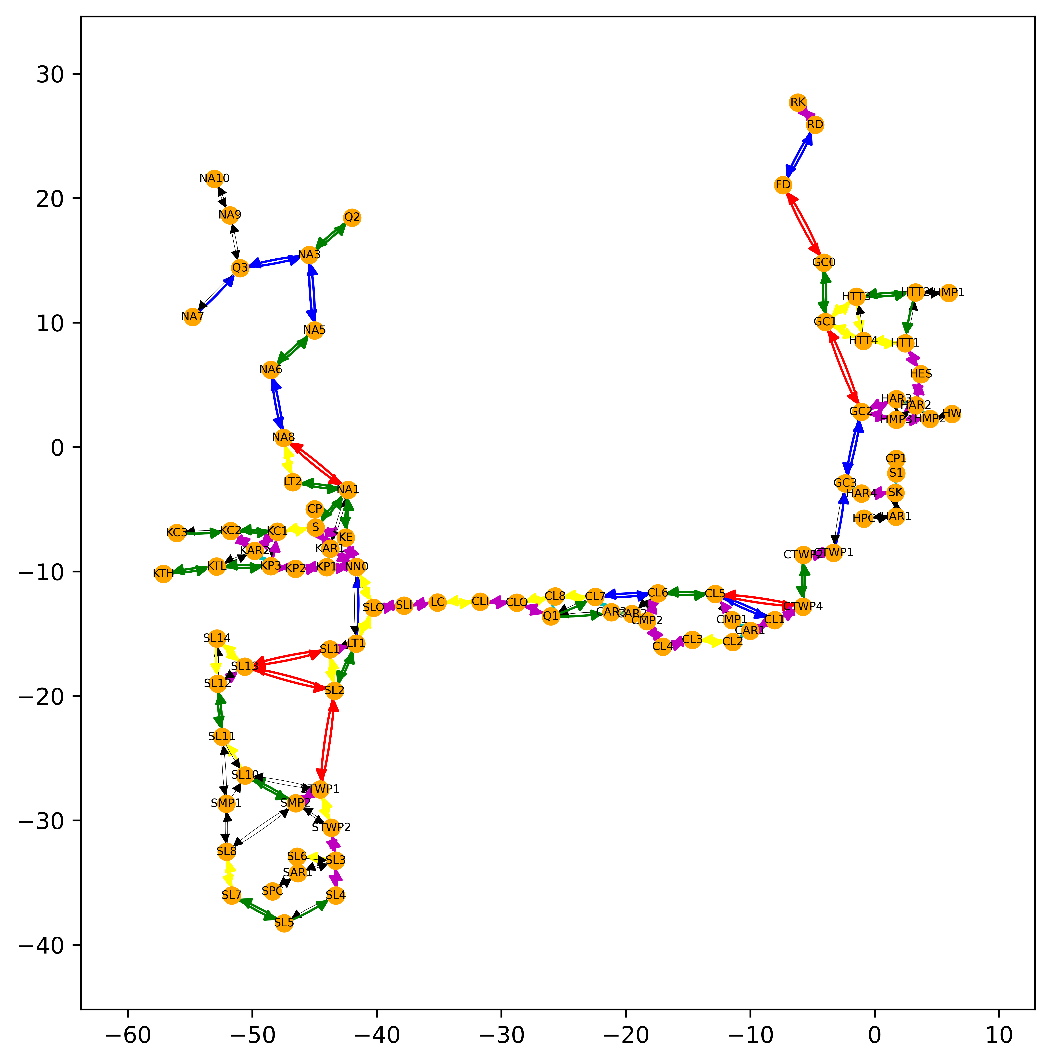 30
20
10
0
−10
−20
−30
−40
−60
−50
−40
−30
−20
−10
0
10
RK
RD
FD
NA10
NA9
Q2
NA3
Q3
NA7
NA5
NA6
NA8
LT2
NA1
GC0
HTT3
HTT2
HMP1
GC1
HTT4
HTT1
HES
HAR3
HAR2
GC2
HMP3
HMP2
HW
CP1
S1
GC3
HAR4
SK
HPC
HAR1
CTWP2
CTWP1
CP
S
KC3
KC2
KC1
KE
KAR1
KAR2
KTH
KTL
KP3
KP2
KP1
NN0
SLO
SLI
LC
CLI
CLO
CL8
CL7
Q1
CAR3
CAR2
CMP2
CL6
CL5
CTWP4
CMP1
CL1
CAR1
CL2
CL3
CL4
SL14
SL13
SL12
SL1
LT1
SL2
SL11
SL10
STWP1
SMP1
SMP2
STWP2
SL8
SL6
SL3
SAR1
SPC
SL7
SL4
SL5